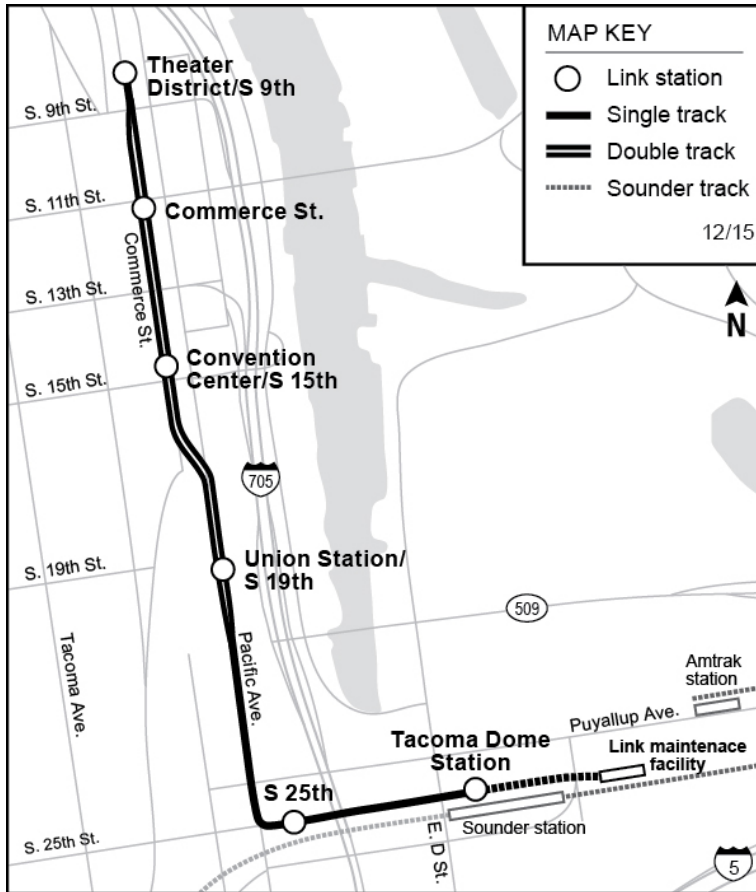 MAP KEY
Link station
Single track
Double track
Sounder track
12/15
N
Theater
District/S 9th
S. 9th St.
S. 11th St.
Commerce St.
Commerce St.
S. 13th St.
Convention
Center/S 15th
S. 15th St.
705
Union Station/
S 19th
S. 19th St.
509
Tacoma Ave.
Pacific Ave.
Amtrak
station
Puyallup Ave.
Tacoma Dome
Station
Link maintenace
facility
S 25th
S. 25th St.
E. D St.
Sounder station
5